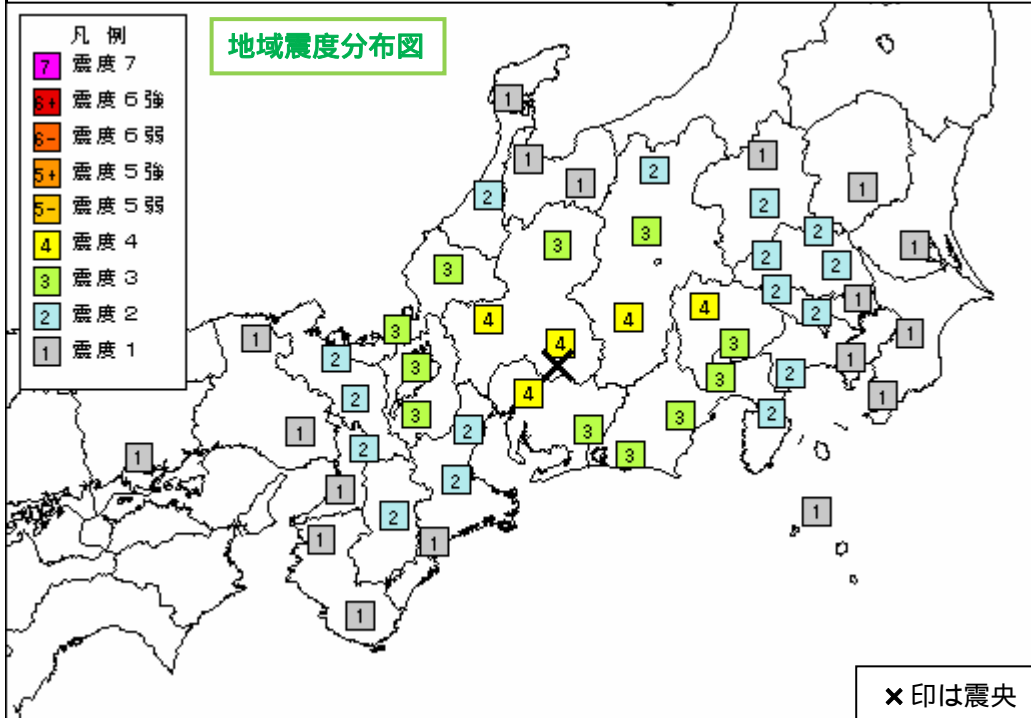 凡 例
7 震度７
6+ 震度６強
6- 震度６弱
5+ 震度５強
5- 震度５弱
4 震度４
3 震度３
2 震度２
1 震度１
地域震度分布図
1
1 1 2 1
2 2 1
3 3 2 1
3 2 2
4 2 1
4 4 2
1 3 4 3 1
2 3 1
3 2
2 4 1
3 3 2
1 2 3
1 2 3
1 2
2 1
1 1
1
×印は震央